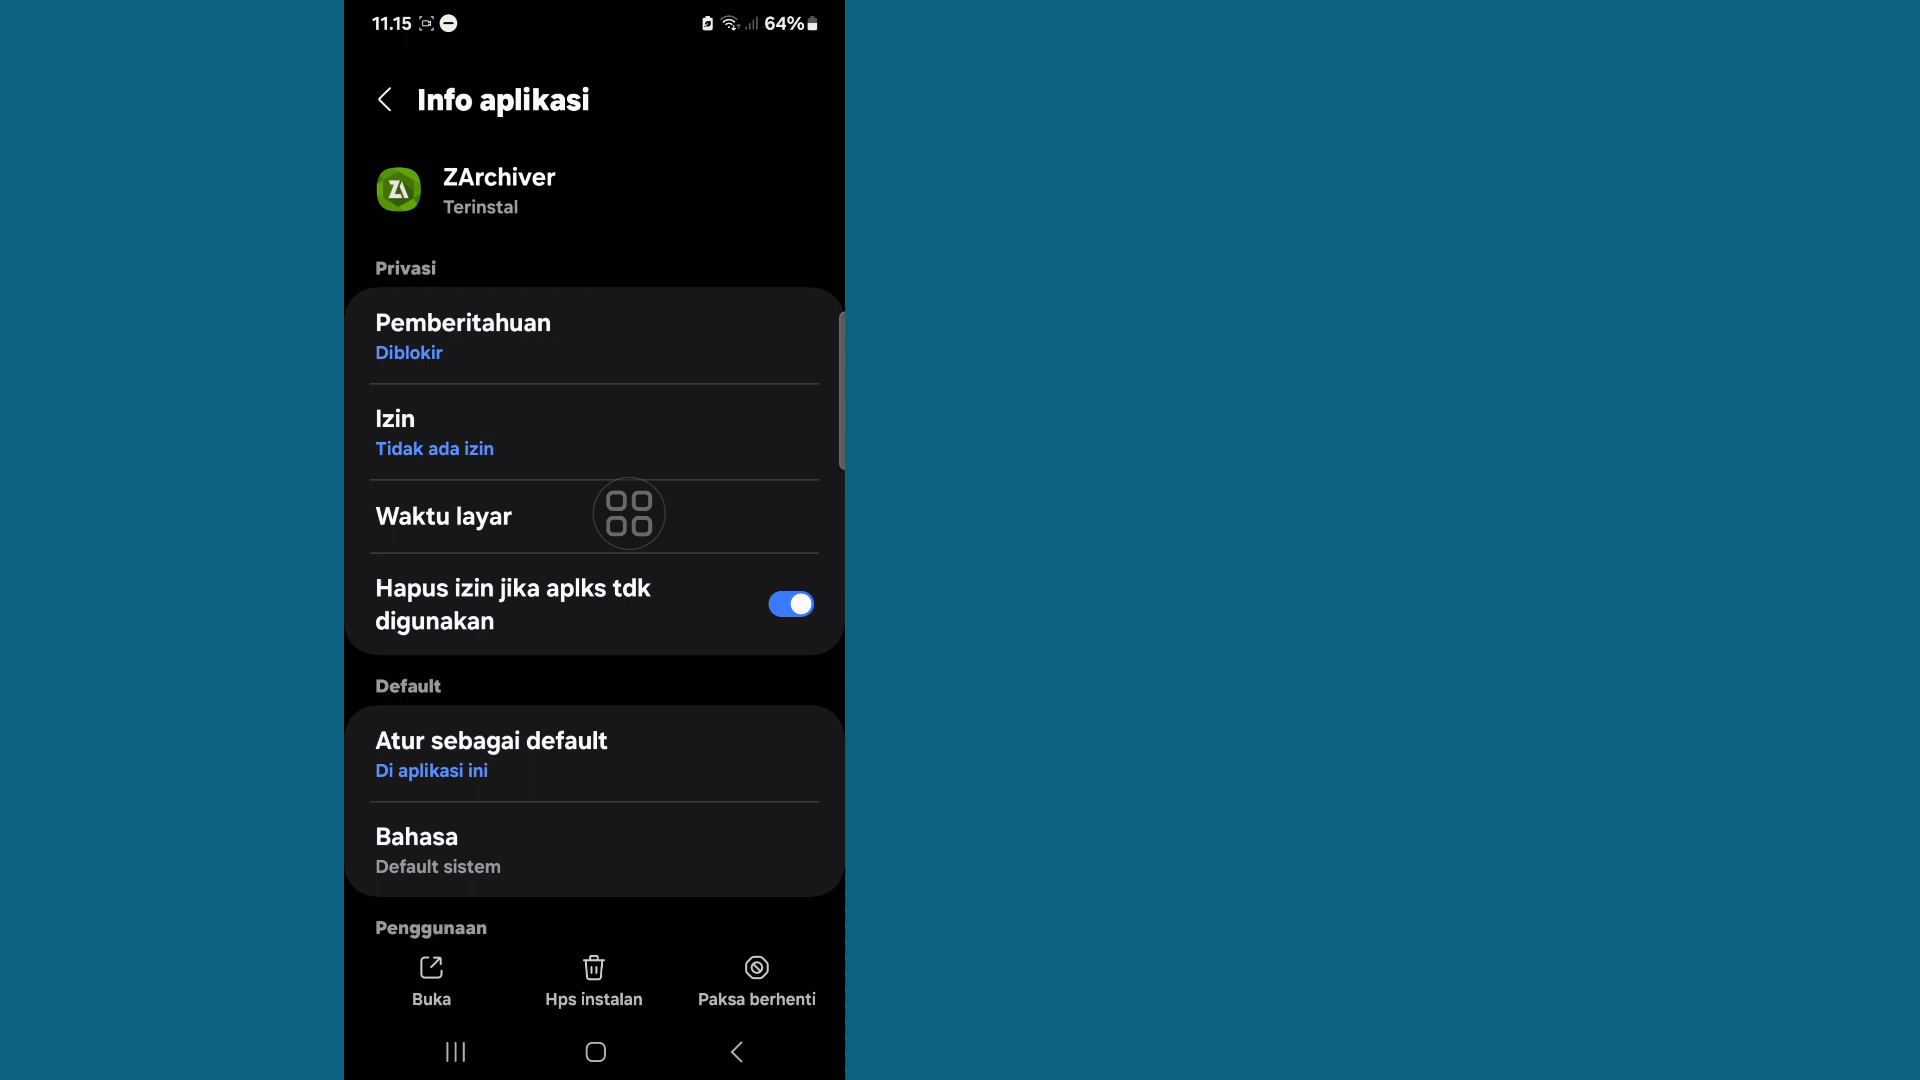 11.15
64%
Info aplikasi
ZA
ZArchiver
Terinstal
Privasi
Pemberitahuan
Diblokir
Izin
Tidak ada izin
Waktu layar
Hapus izin jika aplks tdk
digunakan
Default
Atur sebagai default
Di aplikasi ini
Bahasa
Default sistem
Penggunaan
Buka
Hps instalan
Paksa berhenti